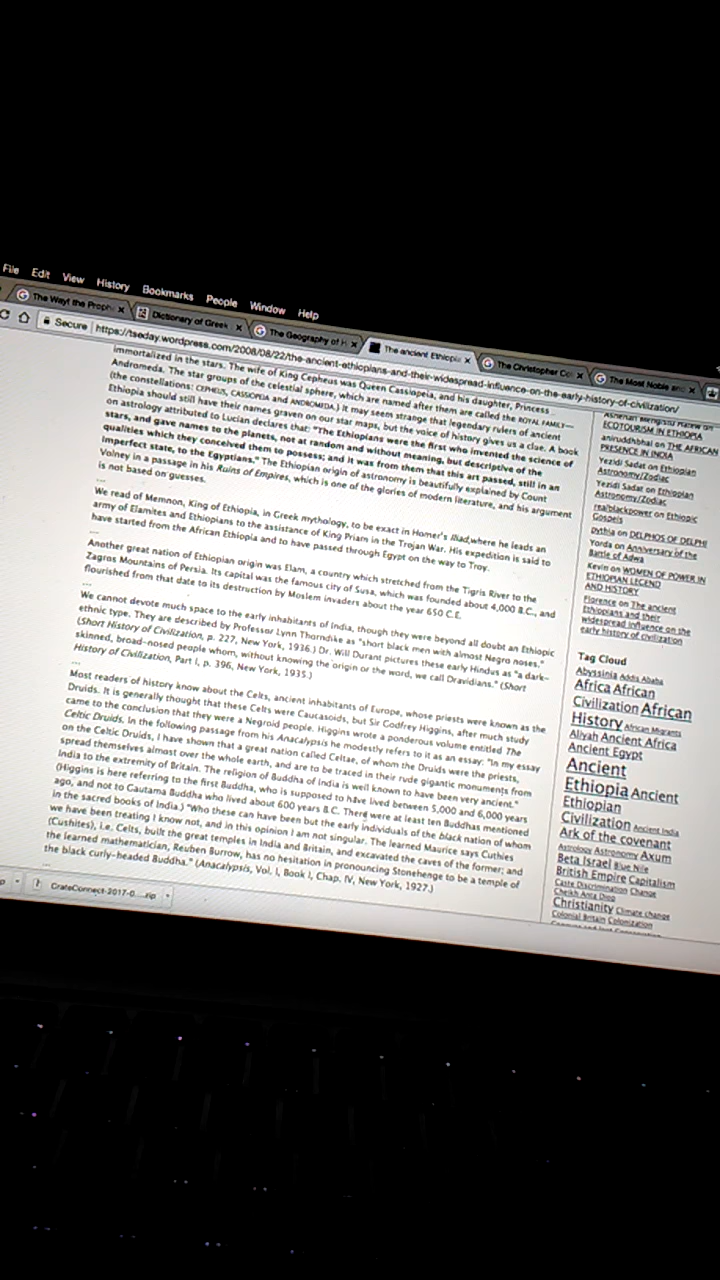 File Edit View History Bookmarks People Window Help
The Way! the Proph
Dictionary of Greek
The Geography of H
The ancient Ethiopia
The Christopher Co
The Most Noble and
Secure https://tseday.wordpress.com/2008/08/22/the-ancient-ethiopians-and-their-widespread-influence-on-the-early-history-of-civilization/
immortalized in the stars. The wife of King Cepheus was Queen Cassiopeia, and his daughter, Princess
Andromeda. The star groups of the celestial sphere, which are named after them are called the ROYAL FAMILY—
(the constellations: CEPHEUS, CASSIOPEIA and ANDROMEDA.) It may seem strange that legendary rulers of ancient
Ethiopia should still have their names graven on our star maps, but the voice of history gives us a clue. A book
on astrology attributed to Lucian declares that: "The Ethiopians were the first who invented the science of
stars, and gave names to the planets, not at random and without meaning, but descriptive of the
qualities which they conceived them to possess; and it was from them that this art passed, still in an
imperfect state, to the Egyptians." The Ethiopian origin of astronomy is beautifully explained by Count
Volney in a passage in his Ruins of Empires, which is one of the glories of modern literature, and his argument
is not based on guesses.
...
We read of Memnon, King of Ethiopia, in Greek mythology, to be exact in Homer's Iliad,where he leads an
army of Elamites and Ethiopians to the assistance of King Priam in the Trojan War. His expedition is said to
have started from the African Ethiopia and to have passed through Egypt on the way to Troy.
...
Another great nation of Ethiopian origin was Elam, a country which stretched from the Tigris River to the
Zagros Mountains of Persia. Its capital was the famous city of Susa, which was founded about 4,000 B.C., and
flourished from that date to its destruction by Moslem invaders about the year 650 C.E.
...
We cannot devote much space to the early inhabitants of India, though they were beyond all doubt an Ethiopic
ethnic type. They are described by Professor Lynn Thorndike as "short black men with almost Negro noses."
(Short History of Civilization, p. 227, New York, 1936.) Dr. Will Durant pictures these early Hindus as "a dark-
skinned, broad-nosed people whom, without knowing the origin or the word, we call Dravidians." (Short
History of Civilization, Part I, p. 396, New York, 1935.)
...
Most readers of history know about the Celts, ancient inhabitants of Europe, whose priests were known as the
Druids. It is generally thought that these Celts were Caucasoids, but Sir Godfrey Higgins, after much study
came to the conclusion that they were a Negroid people. Higgins wrote a ponderous volume entitled The
Celtic Druids. In the following passage from his Anacalypsis he modestly refers to it as an essay: "In my essay
on the Celtic Druids, I have shown that a great nation called Celtae, of whom the Druids were the priests,
spread themselves almost over the whole earth, and are to be traced in their rude gigantic monuments from
India to the extremity of Britain. The religion of Buddha of India is well known to have been very ancient."
(Higgins is here referring to the first Buddha, who is supposed to have lived between 5,000 and 6,000 years
ago, and not to Gautama Buddha who lived about 600 years B.C. There were at least ten Buddhas mentioned
in the sacred books of India.) "Who these can have been but the early individuals of the black nation of whom
we have been treating I know not, and in this opinion I am not singular. The learned Maurice says Cuthies
(Cushites), i.e. Celts, built the great temples in India and Britain, and excavated the caves of the former; and
the learned mathematician, Reuben Burrow, has no hesitation in pronouncing Stonehenge to be a temple of
the black curly-headed Buddha." (Anacalypsis, Vol. I, Book I, Chap. IV, New York, 1927.)
...
ECOTOURISM IN ETHIOPIA
aniruddhbhai on THE AFRICAN
PRESENCE IN INDIA
Yezidi Sadat on Ethiopian
Astronomy/Zodiac
Yezidi Sadat on Ethiopian
Astronomy/Zodiac
realblackpower on Ethiopic
Gospels
pythia on DELPHOS OF DELPHI
Yorda on Anniversary of the
Battle of Adwa
Kevin on WOMEN OF POWER IN
ETHIOPIAN LEGEND
AND HISTORY
Florence on The ancient
Ethiopians and their
widespread influence on the
early history of civilization
Tag Cloud
Abyssinia Addis Ababa
Africa African
Civilization African
History African Migrants
Aliyah Ancient Africa
Ancient Egypt
Ancient
Ethiopia Ancient
Ethiopian
Civilization Ancient India
Ark of the covenant
Astrology Astronomy Axum
Beta Israel Blue Nile
British Empire Capitalism
Caste Discrimination Change
Cheikh Anta Diop
Christianity Climate change
Colonial Britain Colonization
CrateConnect-2017-0....zip